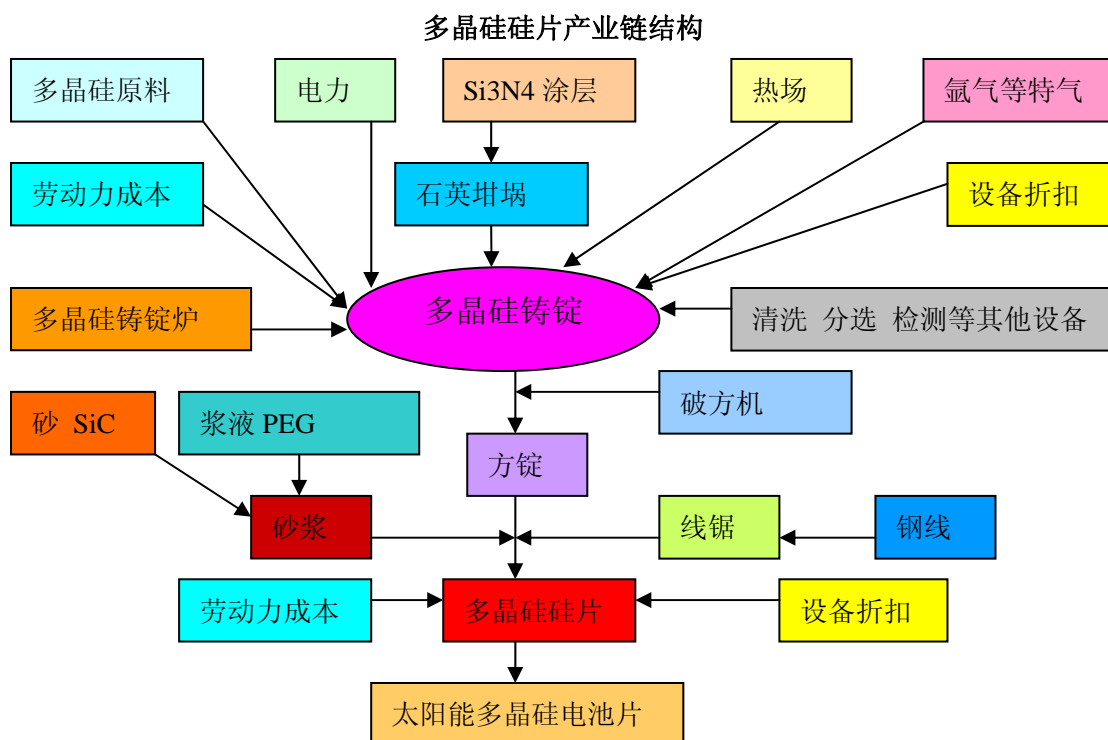 多晶硅硅片产业链结构
多晶硅原料
电力
Si3N4 涂层
热场
氩气等特气
劳动力成本
石英坩埚
设备折扣
多晶硅铸锭炉
多晶硅铸锭
清洗 分选 检测等其他设备
破方机
砂 SiC
浆液 PEG
方锭
砂浆
线锯
钢线
劳动力成本
多晶硅硅片
设备折扣
太阳能多晶硅电池片